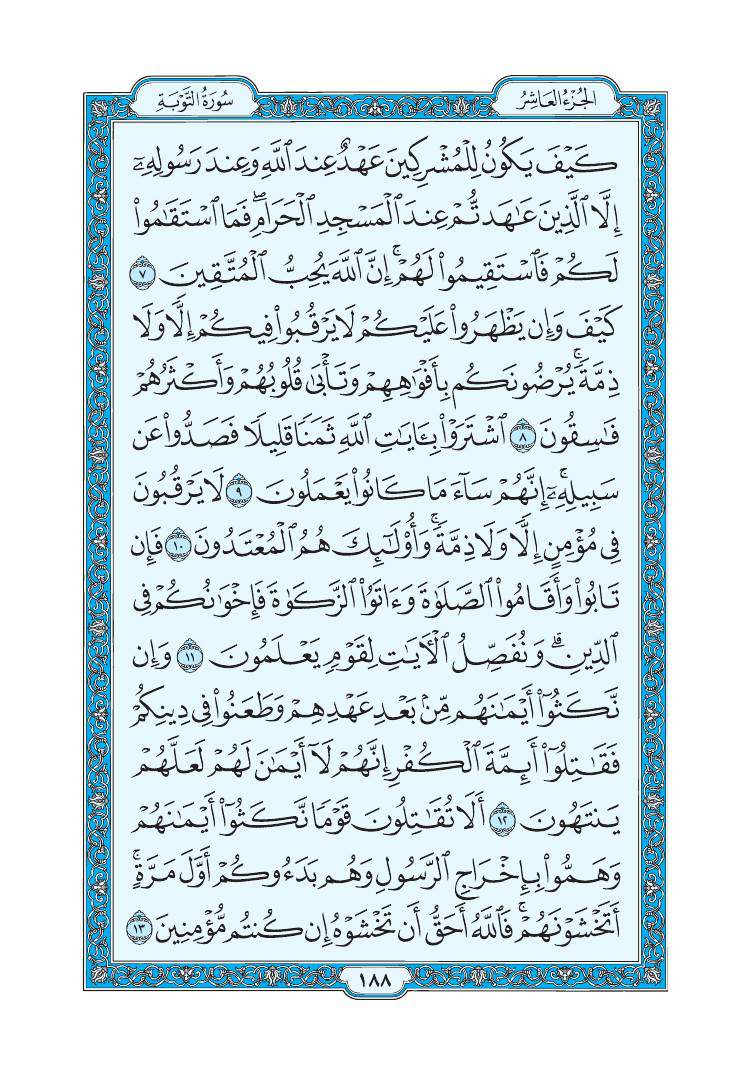 سُورَةُ التَّوْبَةِ
الجُزْءُ العَاشِرُ
كَيْفَ يَكُونُ لِلْمُشْرِكِينَ عَهْدٌ عِندَ ٱللَّهِ وَعِندَ رَسُولِهِۦٓ
إِلَّا ٱلَّذِينَ عَٰهَدتُّمْ عِندَ ٱلْمَسْجِدِ ٱلْحَرَامِۖ فَمَا ٱسْتَقَٰمُوا۟
لَكُمْ فَٱسْتَقِيمُوا۟ لَهُمْۚ إِنَّ ٱللَّهَ يُحِبُّ ٱلْمُتَّقِينَ ٧
كَيْفَ وَإِن يَظْهَرُوا۟ عَلَيْكُمْ لَا يَرْقُبُوا۟ فِيكُمْ إِلًّا وَلَا
ذِمَّةًۚ يُرْضُونَكُم بِأَفْوَٰهِهِمْ وَتَأْبَىٰ قُلُوبُهُمْ وَأَكْثَرُهُمْ
فَٰسِقُونَ ٨ ٱشْتَرَوْا۟ بِـَٔايَٰتِ ٱللَّهِ ثَمَنًا قَلِيلًا فَصَدُّوا۟ عَن
سَبِيلِهِۦٓۚ إِنَّهُمْ سَآءَ مَا كَانُوا۟ يَعْمَلُونَ ٩ لَا يَرْقُبُونَ
فِى مُؤْمِنٍ إِلًّا وَلَا ذِمَّةًۚ وَأُو۟لَٰٓئِكَ هُمُ ٱلْمُعْتَدُونَ ١٠ فَإِن
تَابُوا۟ وَأَقَامُوا۟ ٱلصَّلَوٰةَ وَءَاتَوُا۟ ٱلزَّكَوٰةَ فَإِخْوَٰنُكُمْ فِى
ٱلدِّينِۗ وَنُفَصِّلُ ٱلْأَيَٰتِ لِقَوْمٍ يَعْلَمُونَ ١١ وَإِن
نَّكَثُوٓا۟ أَيْمَٰنَهُم مِّنۢ بَعْدِ عَهْدِهِمْ وَطَعَنُوا۟ فِى دِينِكُمْ
فَقَٰتِلُوٓا۟ أَئِمَّةَ ٱلْكُفْرِ إِنَّهُمْ لَآ أَيْمَٰنَ لَهُمْ لَعَلَّهُمْ
يَنتَهُونَ ١٢ أَلَا تُقَٰتِلُونَ قَوْمًا نَّكَثُوٓا۟ أَيْمَٰنَهُمْ
وَهَمُّوا۟ بِإِخْرَاجِ ٱلرَّسُولِ وَهُم بَدَءُوكُمْ أَوَّلَ مَرَّةٍۚ
أَتَخْشَوْنَهُمْۚ فَٱللَّهُ أَحَقُّ أَن تَخْشَوْهُ إِن كُنتُم مُّؤْمِنِينَ ١٣
١٨٨